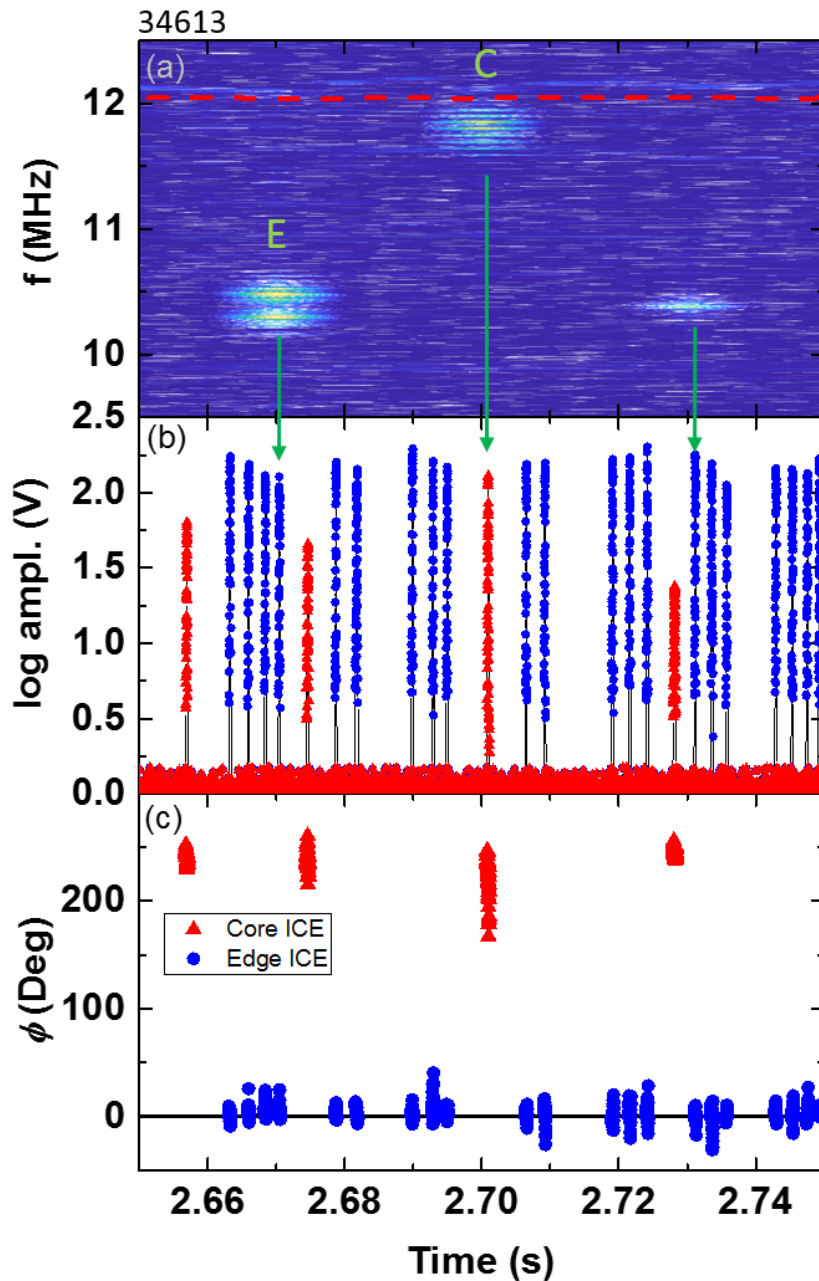 34613
(a)
C
E
12
11
10
f (MHz)
(b)
2.5
2.0
1.5
1.0
0.5
0.0
log ampl. (V)
(c)
200
100
0
ϕ (Deg)
Core ICE
Edge ICE
2.66 2.68 2.70 2.72 2.74
Time (s)